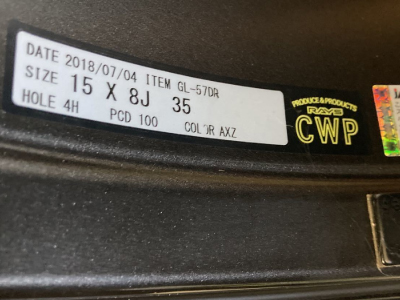 DATE 2018/07/04 ITEM GL-57DR
SIZE 15 X 8J 35
HOLE 4H PCD 100 COLOR AXZ
PRODUCE & PRODUCTS
RAYS
CWP